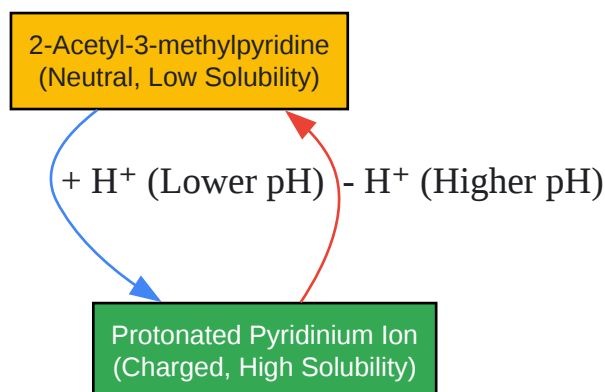 2-Acetyl-3-methylpyridine
(Neutral, Low Solubility)
+ H⁺ (Lower pH)
- H⁺ (Higher pH)
Protonated Pyridinium Ion
(Charged, High Solubility)